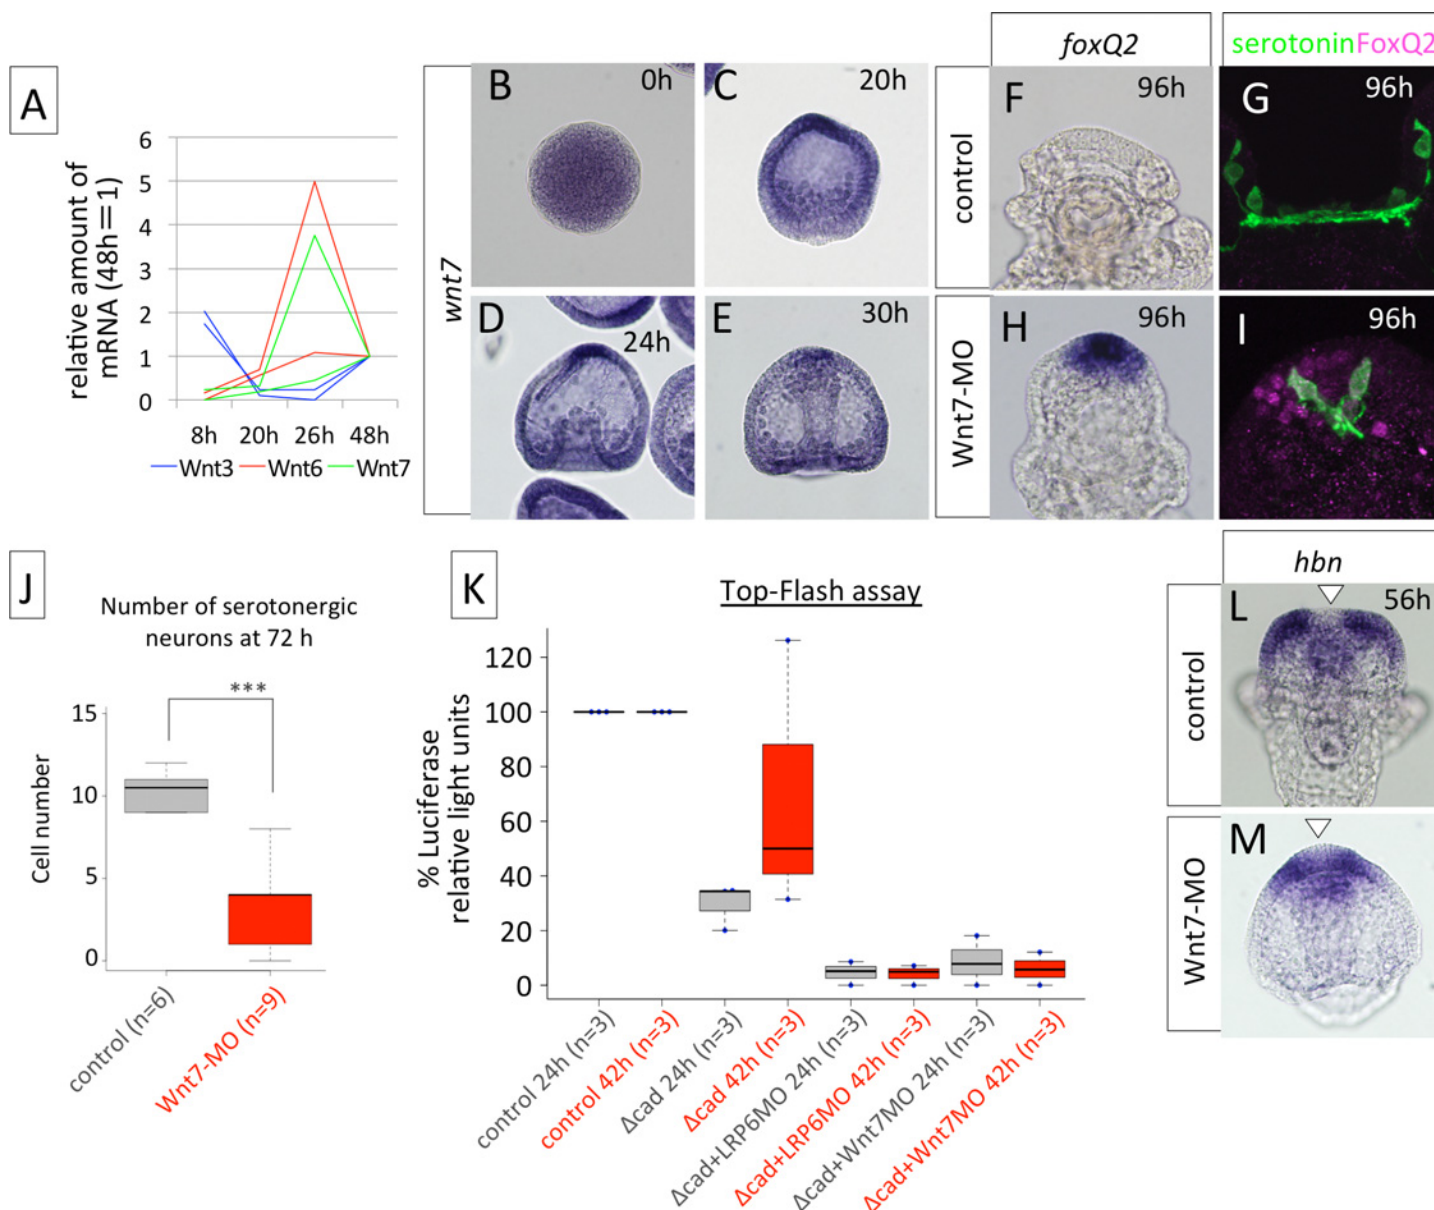 A
relative amount of
mRNA (48h＝1)
6
5
4
3
2
1
0
8h 20h 26h 48h
Wnt3 Wnt6 Wnt7
wnt7
B 0h
C 20h
D 24h
E 30h
foxQ2
serotoninFoxQ2
control
F 96h
G 96h
Wnt7-MO
H 96h
I 96h
J
Number of serotonergic
neurons at 72 h
***
Cell number
15
10
5
0
control (n=6)
Wnt7-MO (n=9)
K
Top-Flash assay
% Luciferase
relative light units
120
100
80
60
40
20
0
control 24h (n=3)
control 42h (n=3)
Δcad 24h (n=3)
Δcad 42h (n=3)
Δcad+LRP6MO 24h (n=3)
Δcad+LRP6MO 42h (n=3)
Δcad+Wnt7MO 24h (n=3)
Δcad+Wnt7MO 42h (n=3)
hbn
control
L 56h
Wnt7-MO
M